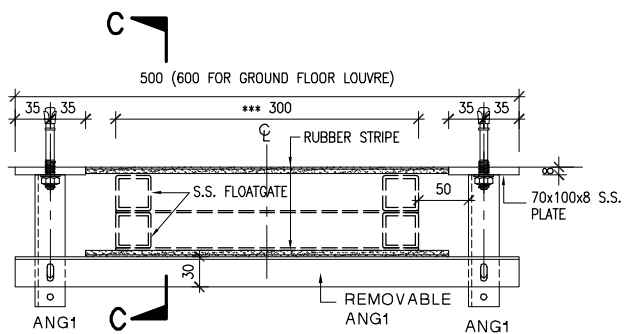 C
500 (600 FOR GROUND FLOOR LOUVRE)
35 35
*** 300
35 35
℄
RUBBER STRIPE
8
S.S. FLOATGATE
50
70x100x8 S.S.
PLATE
30
C
REMOVABLE
ANG1
ANG1
ANG1